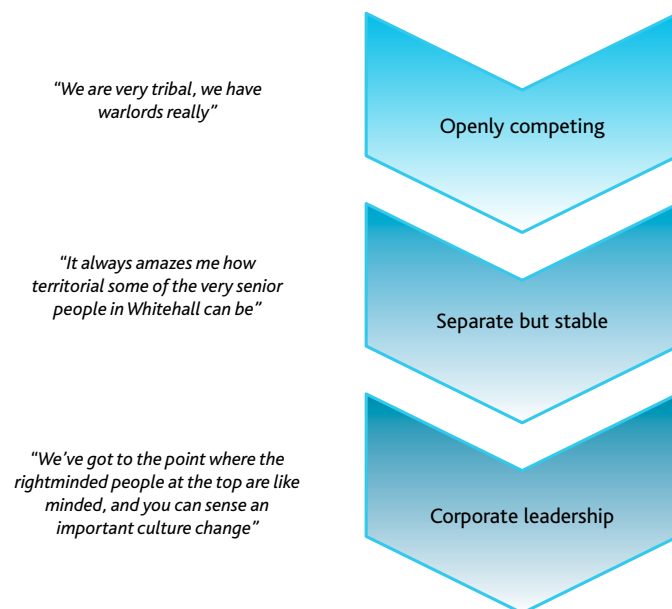 “We are very tribal, we have
warlords really”
Openly competing
“It always amazes me how
territorial some of the very senior
people in Whitehall can be”
Separate but stable
“We’ve got to the point where the
rightminded people at the top are like
minded, and you can sense an
important culture change”
Corporate leadership